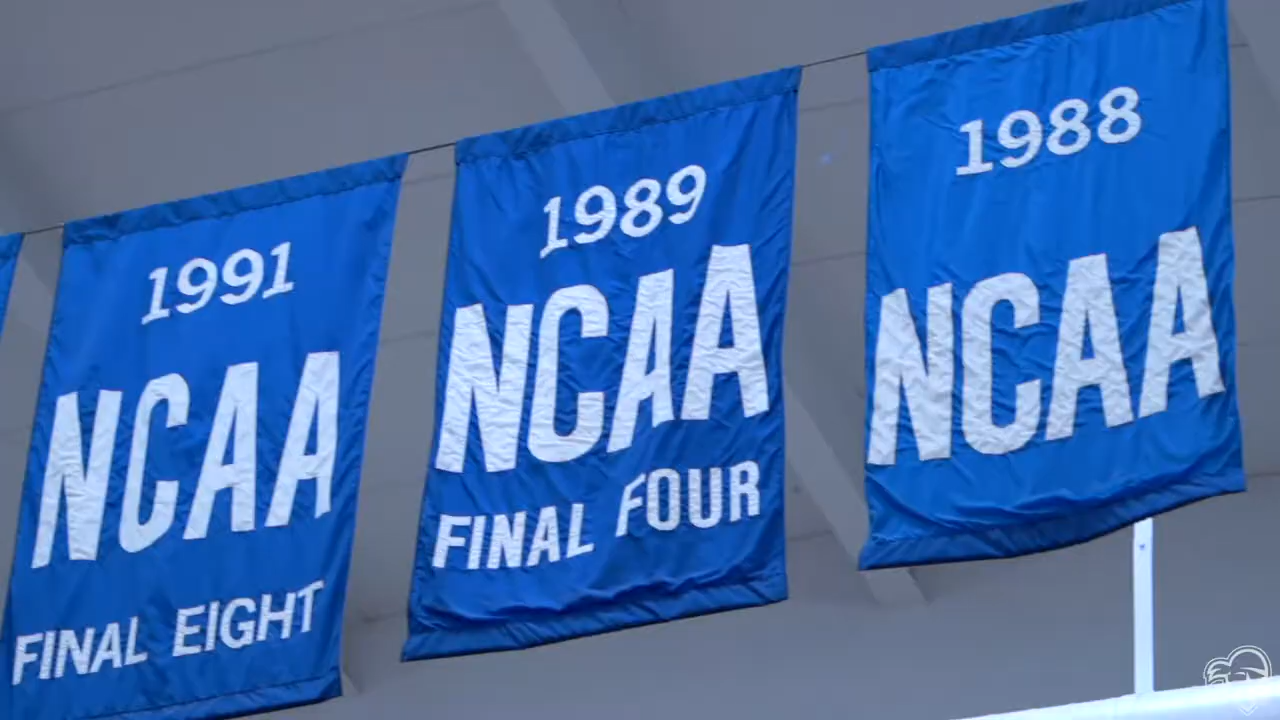 1991
NCAA
FINAL EIGHT
1989
NCAA
FINAL FOUR
1988
NCAA